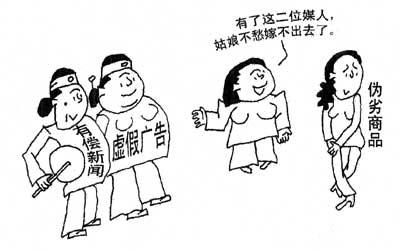 有了这二位媒人,
姑娘不愁嫁不出去了。
有偿新闻
虚假广告
伪劣商品